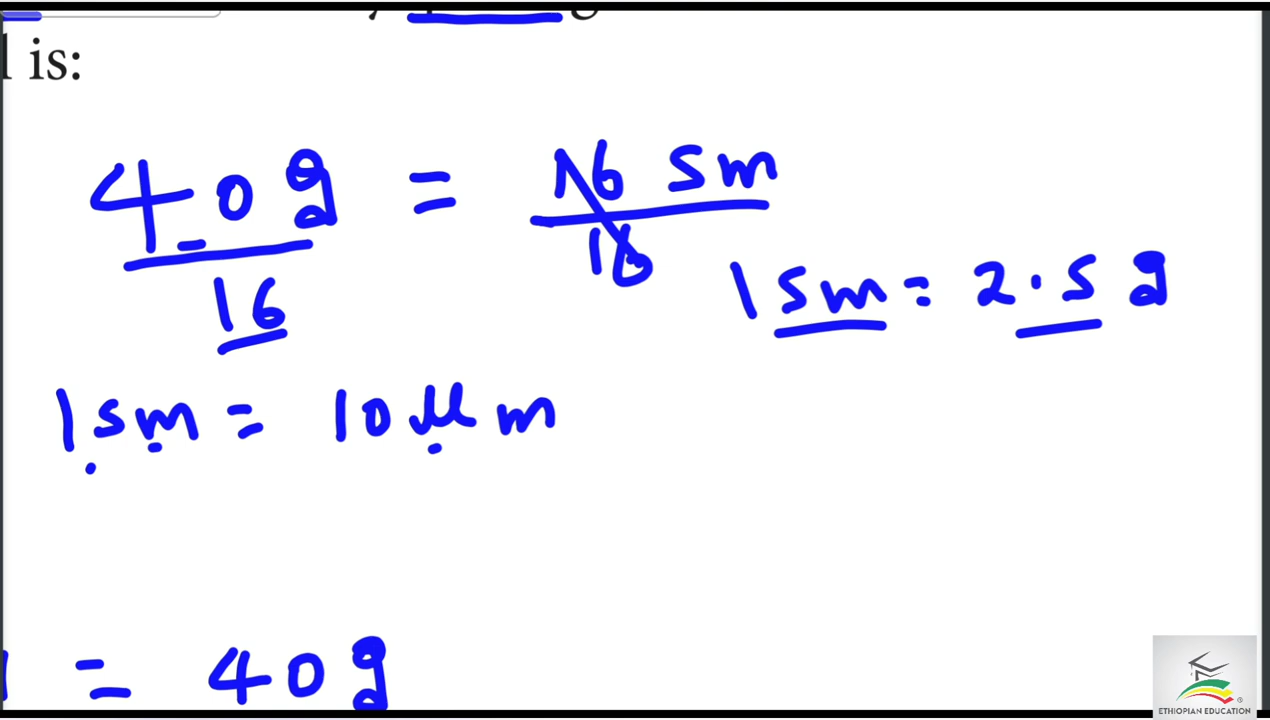 is:
40g = 16 sm
16 16
1 sm = 2.5 g
1 sm = 10 μm
= 40g
ETHIOPIAN EDUCATION